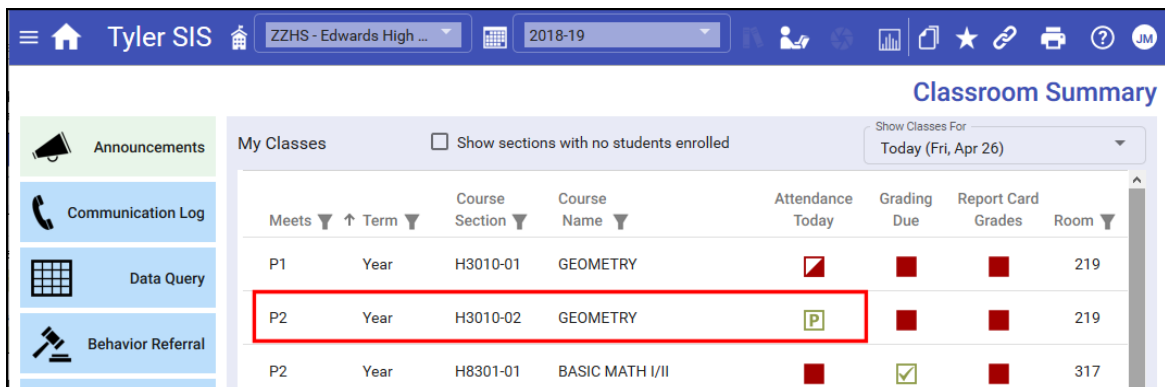 Tyler SIS ZZHS - Edwards High ... 2018-19 JM
Classroom Summary
Announcements
Communication Log
Data Query
Behavior Referral
My Classes Show sections with no students enrolled Show Classes For
Today (Fri, Apr 26)
Meets Term Course Section Course Name Attendance Today Grading Due Report Card Grades Room
P1 Year H3010-01 GEOMETRY 219
P2 Year H3010-02 GEOMETRY P 219
P2 Year H8301-01 BASIC MATH I/II 317